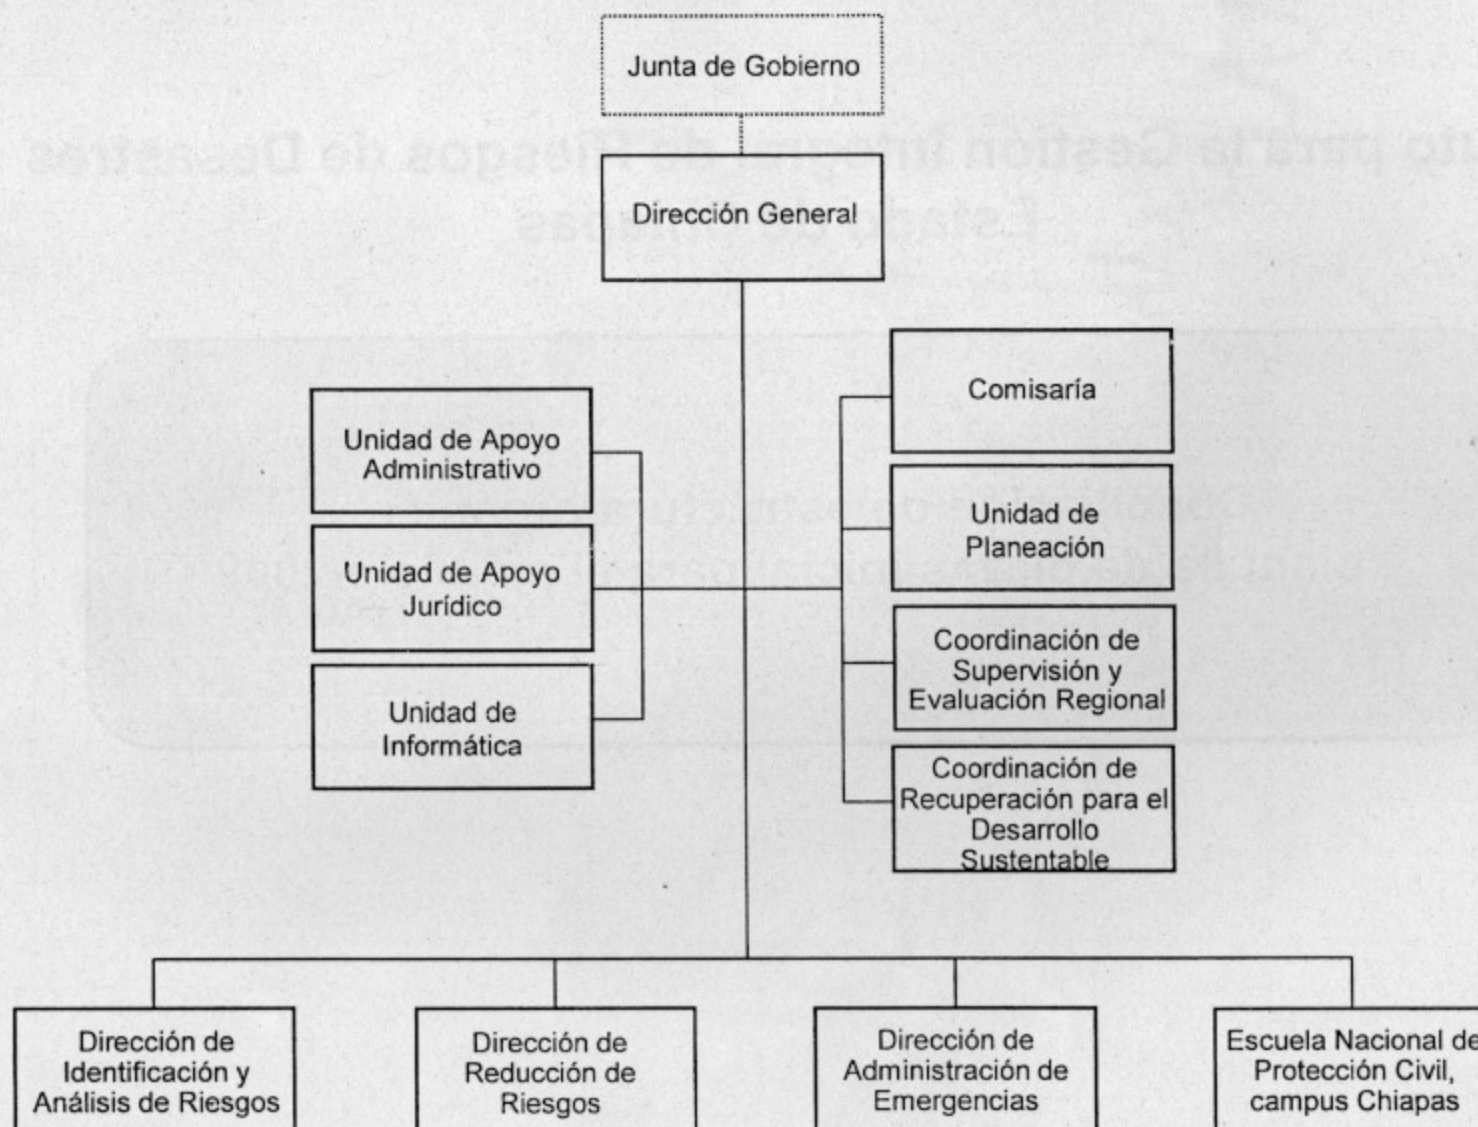 Junta de Gobierno
Dirección General
Comisaría
Unidad de Apoyo
Administrativo
Unidad de
Planeación
Unidad de Apoyo
Jurídico
Coordinación de
Supervisión y
Evaluación Regional
Unidad de
Informática
Coordinación de
Recuperación para el
Desarrollo
Sustentable
Dirección de
Identificación y
Análisis de Riesgos
Dirección de
Reducción de
Riesgos
Dirección de
Administración de
Emergencias
Escuela Nacional de
Protección Civil,
campus Chiapas